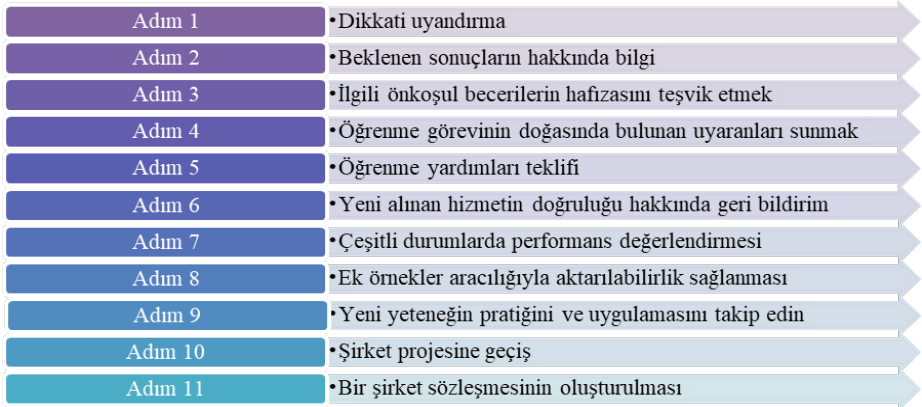 Adım 1
•Dikkati uyandırma
Adım 2
•Beklenen sonuçların hakkında bilgi
Adım 3
•İlgili önkoşul becerilerin hafızasını teşvik etmek
Adım 4
•Öğrenme görevinin doğasında bulunan uyaranları sunmak
Adım 5
•Öğrenme yardımları teklifi
Adım 6
•Yeni alınan hizmetin doğruluğu hakkında geri bildirim
Adım 7
•Çeşitli durumlarda performans değerlendirmesi
Adım 8
•Ek örnekler aracılığıyla aktarılabilirlik sağlanması
Adım 9
•Yeni yeteneğin pratiğini ve uygulamasını takip edin
Adım 10
•Şirket projesine geçiş
Adım 11
•Bir şirket sözleşmesinin oluşturulması